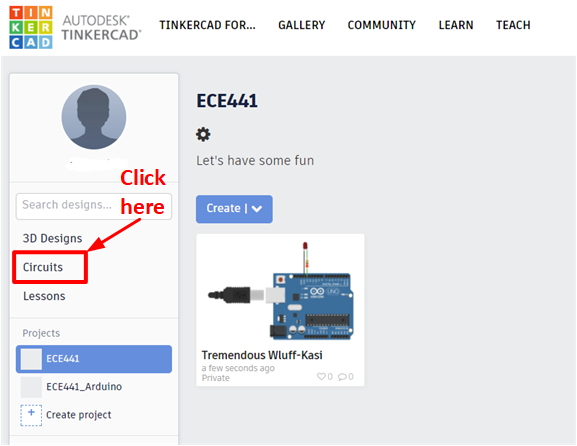 TIN
KER
CAD
AUTODESK®
TINKERCAD®
TINKERCAD FOR...
GALLERY
COMMUNITY
LEARN
TEACH
Click
here
Search designs...
3D Designs
Circuits
Lessons
Projects
ECE441
ECE441_Arduino
+ Create project
ECE441
Let's have some fun
Create |
Tremendous Wluff-Kasi
a few seconds ago
Private
0 0